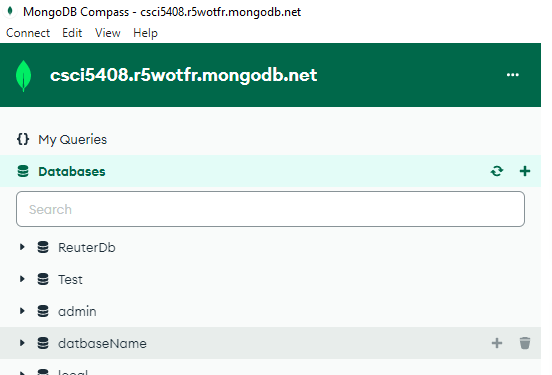 MongoDB Compass - csci5408.r5wotfr.mongodb.net
Connect Edit View Help
csci5408.r5wotfr.mongodb.net
{} My Queries
Databases
Search
ReuterDb
Test
admin
datbaseName
local